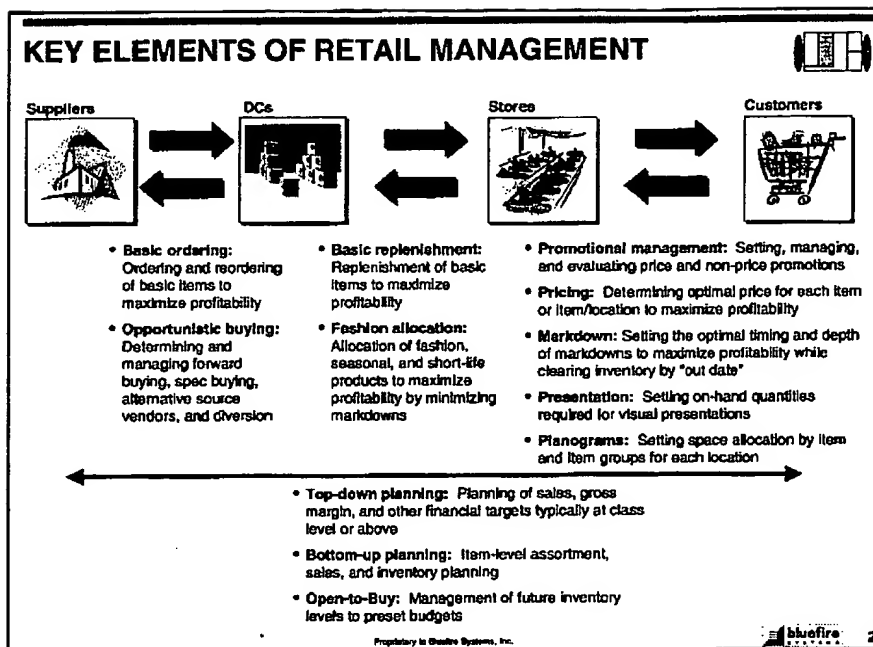 KEY ELEMENTS OF RETAIL MANAGEMENT
Suppliers
DCs
Stores
Customers
• Basic ordering:
Ordering and reordering
of basic items to
maximize profitability
• Opportunistic buying:
Determining and
managing forward
buying, spec buying,
alternative source
vendors, and diversion
• Basic replenishment:
Replenishment of basic
items to maximize
profitability
• Fashion allocation:
Allocation of fashion,
seasonal, and short-life
products to maximize
profitability by minimizing
markdowns
• Promotional management: Setting, managing,
and evaluating price and non-price promotions
• Pricing: Determining optimal price for each item
or item/location to maximize profitability
• Markdown: Setting the optimal timing and depth
of markdowns to maximize profitability while
clearing inventory by "out date"
• Presentation: Setting on-hand quantities
required for visual presentations
• Planograms: Setting space allocation by item
and item groups for each location
• Top-down planning: Planning of sales, gross
margin, and other financial targets typically at class
level or above
• Bottom-up planning: Item-level assortment,
sales, and inventory planning
• Open-to-Buy: Management of future inventory
levels to preset budgets
Proprietary to Bluefire Systems, Inc.
bluefire
SYSTEMS
2